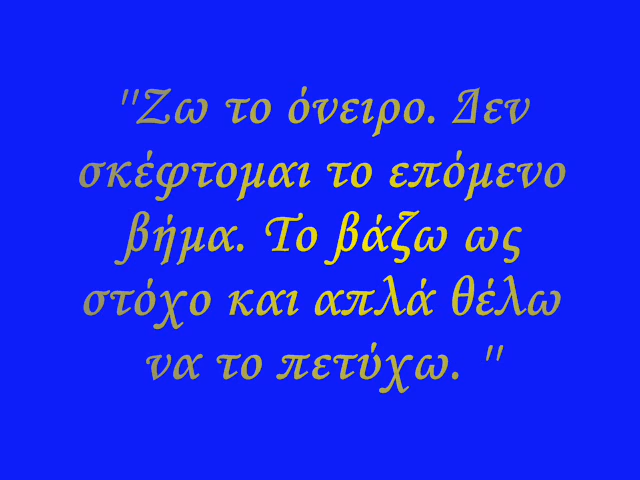 "Ζω το όνειρο. Δεν
σκέφτομαι το επόμενο
βήμα. Το βάζω ως
στόχο και απλά θέλω
να το πετύχω. "